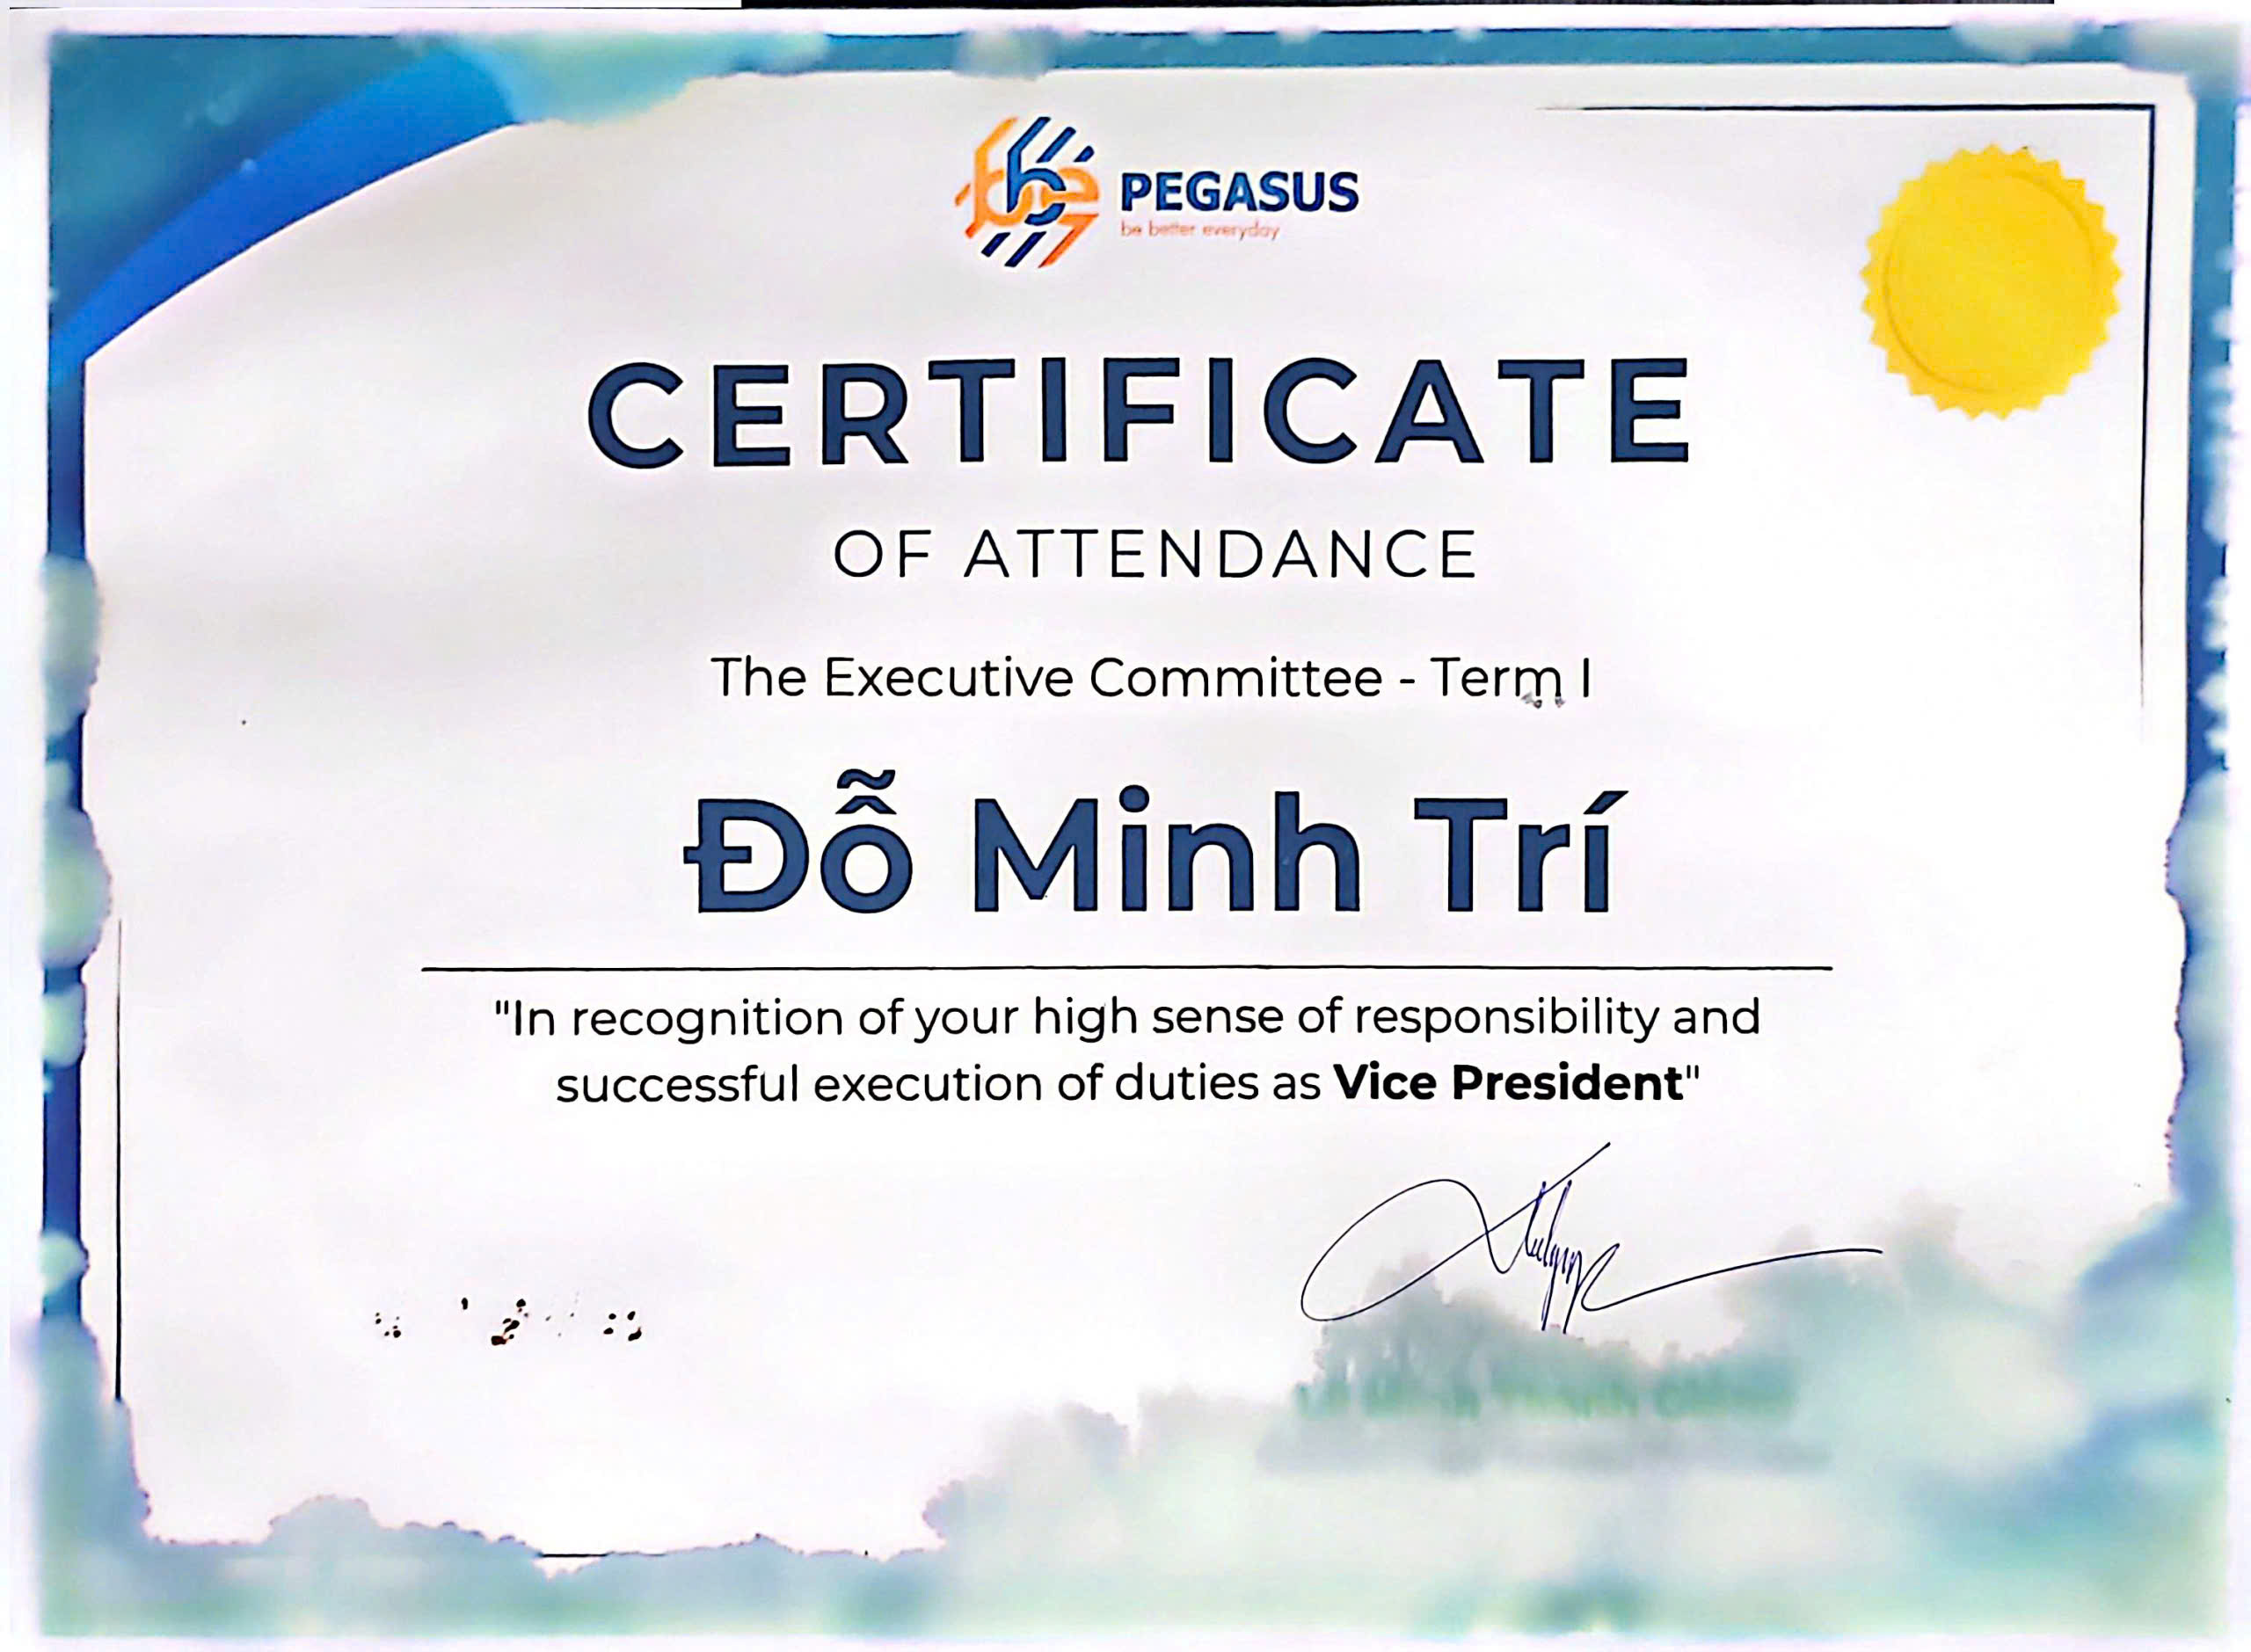 PEGASUS
be better everyday
CERTIFICATE
OF ATTENDANCE
The Executive Committee - Term I
Đỗ Minh Trí
"In recognition of your high sense of responsibility and
successful execution of duties as Vice President"